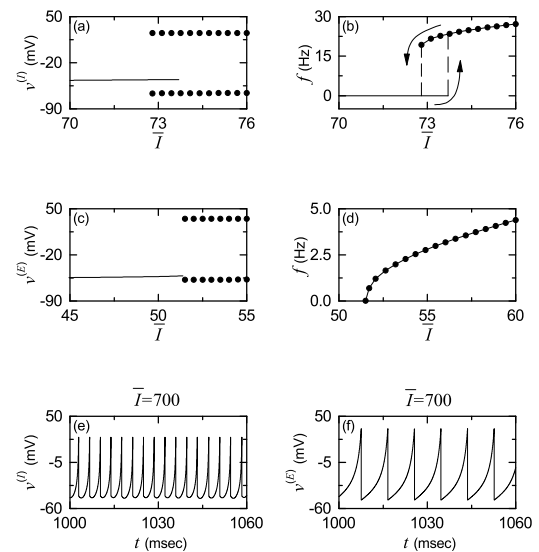 (a)
50
-20
-90
v^(I) (mV)
70
73
76
I̅
(b)
30
15
0
f (Hz)
70
73
76
I̅
(c)
50
-20
-90
v^(E) (mV)
45
50
55
I̅
(d)
5.0
2.5
0.0
f (Hz)
50
55
60
I̅
I̅=700
(e)
50
-5
-60
v^(I) (mV)
1000
1030
1060
t (msec)
I̅=700
(f)
50
-5
-60
v^(E) (mV)
1000
1030
1060
t (msec)